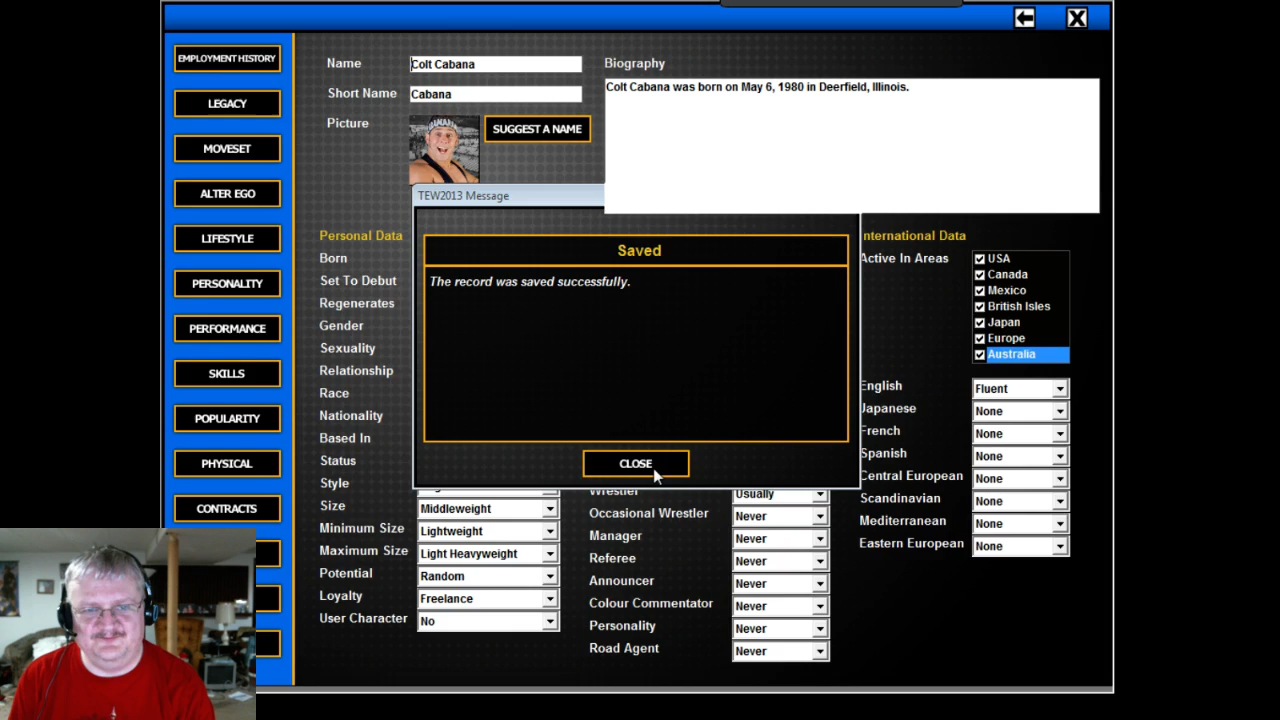 EMPLOYMENT HISTORY
LEGACY
MOVESET
ALTER EGO
LIFESTYLE
PERSONALITY
PERFORMANCE
SKILLS
POPULARITY
PHYSICAL
CONTRACTS
Name
Colt Cabana
Short Name
Cabana
Picture
SUGGEST A NAME
Biography
Colt Cabana was born on May 6, 1980 in Deerfield, Illinois.
TEW2013 Message
Saved
The record was saved successfully.
CLOSE
Personal Data
Born
Set To Debut
Regenerates
Gender
Sexuality
Relationship
Race
Nationality
Based In
Status
Style
Size Middleweight
Minimum Size Lightweight
Maximum Size Light Heavyweight
Potential Random
Loyalty Freelance
User Character No
Wrestler Usually
Occasional Wrestler Never
Manager Never
Referee Never
Announcer Never
Colour Commentator Never
Personality Never
Road Agent Never
nternational Data
Active In Areas
USA
Canada
Mexico
British Isles
Japan
Europe
Australia
English Fluent
Japanese None
French None
Spanish None
Central European None
Scandinavian None
Mediterranean None
Eastern European None